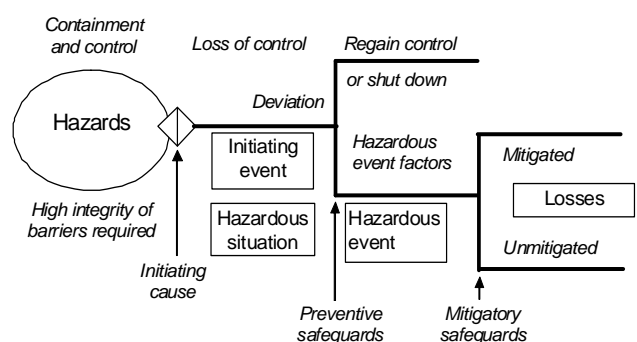 Containment
and control
Loss of control
Regain control
or shut down
Deviation
Hazards
Initiating
event
Hazardous
event factors
Mitigated
Losses
High integrity of
barriers required
Hazardous
situation
Hazardous
event
Unmitigated
Initiating
cause
Preventive
safeguards
Mitigatory
safeguards